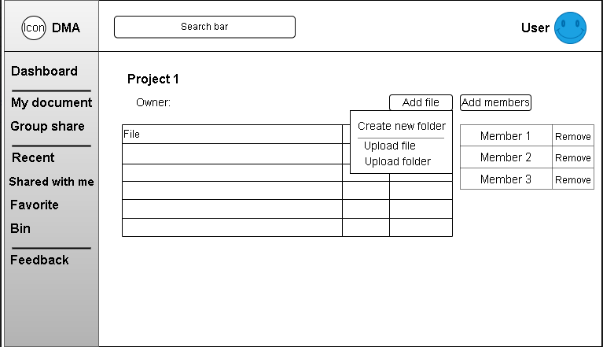 Icon DMA
Search bar
User
Dashboard
My document
Group share
Recent
Shared with me
Favorite
Bin
Feedback
Project 1
Owner:
Add file
Add members
Create new folder
Upload file
Upload folder
File
Member 1 Remove
Member 2 Remove
Member 3 Remove